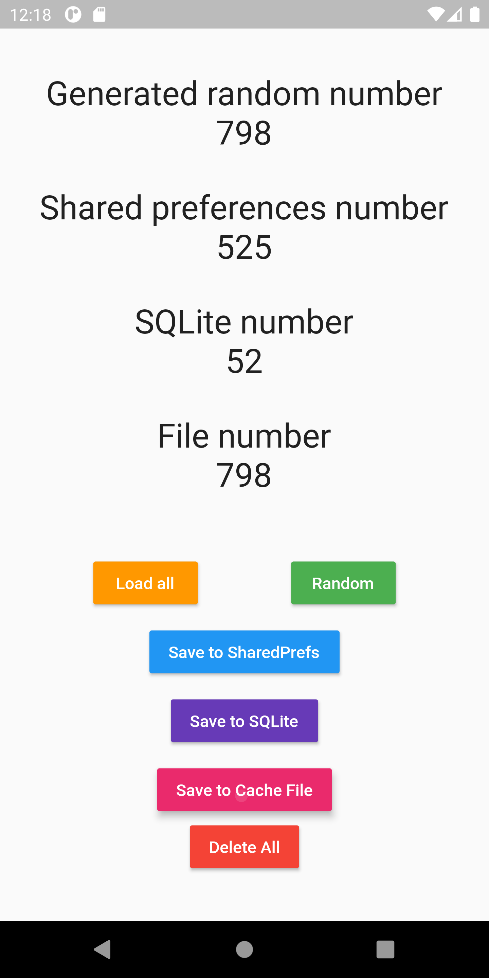 12:18
Generated random number
798
Shared preferences number
525
SQLite number
52
File number
798
Load all
Random
Save to SharedPrefs
Save to SQLite
Save to Cache File
Delete All